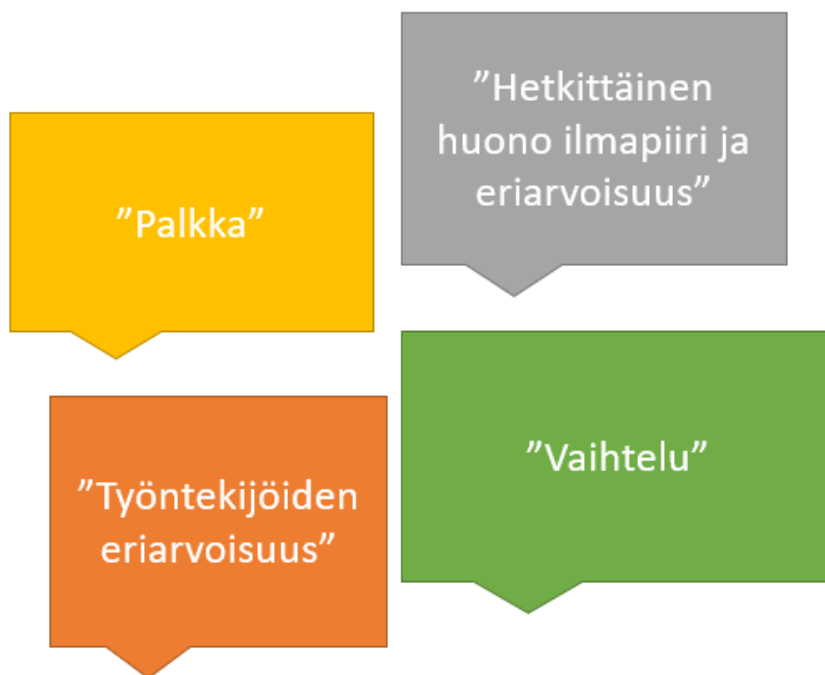 ”Palkka”
”Hetkittäinen
huono ilmapiiri ja
eriarvoisuus”
”Työntekijöiden
eriarvoisuus”
”Vaihtelu”